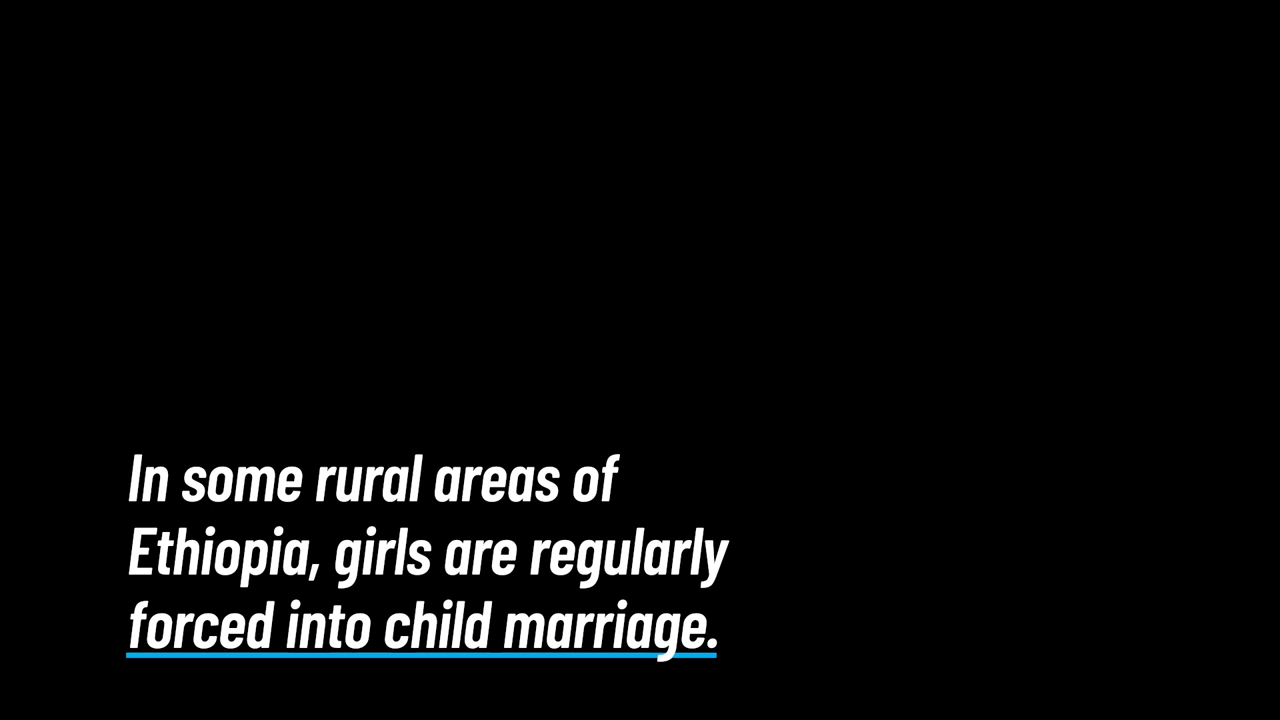 In some rural areas of
Ethiopia, girls are regularly
forced into child marriage.